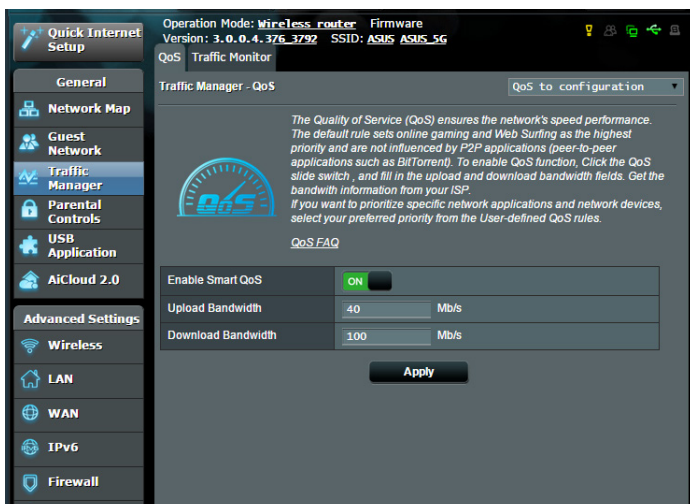 Quick Internet
Setup
Operation Mode: Wireless router Firmware
Version: 3.0.0.4.376_3792 SSID: ASUS ASUS_5G
QoS Traffic Monitor
General
Network Map
Guest
Network
Traffic
Manager
Parental
Controls
USB
Application
AiCloud 2.0
Advanced Settings
Wireless
LAN
WAN
IPv6
Firewall
Traffic Manager - QoS
QoS to configuration
QoS
The Quality of Service (QoS) ensures the network's speed performance.
The default rule sets online gaming and Web Surfing as the highest
priority and are not influenced by P2P applications (peer-to-peer
applications such as BitTorrent). To enable QoS function, Click the QoS
slide switch , and fill in the upload and download bandwidth fields. Get the
bandwith information from your ISP.
If you want to prioritize specific network applications and network devices,
select your preferred priority from the User-defined QoS rules.
QoS FAQ
Enable Smart QoS ON
Upload Bandwidth 40 Mb/s
Download Bandwidth 100 Mb/s
Apply